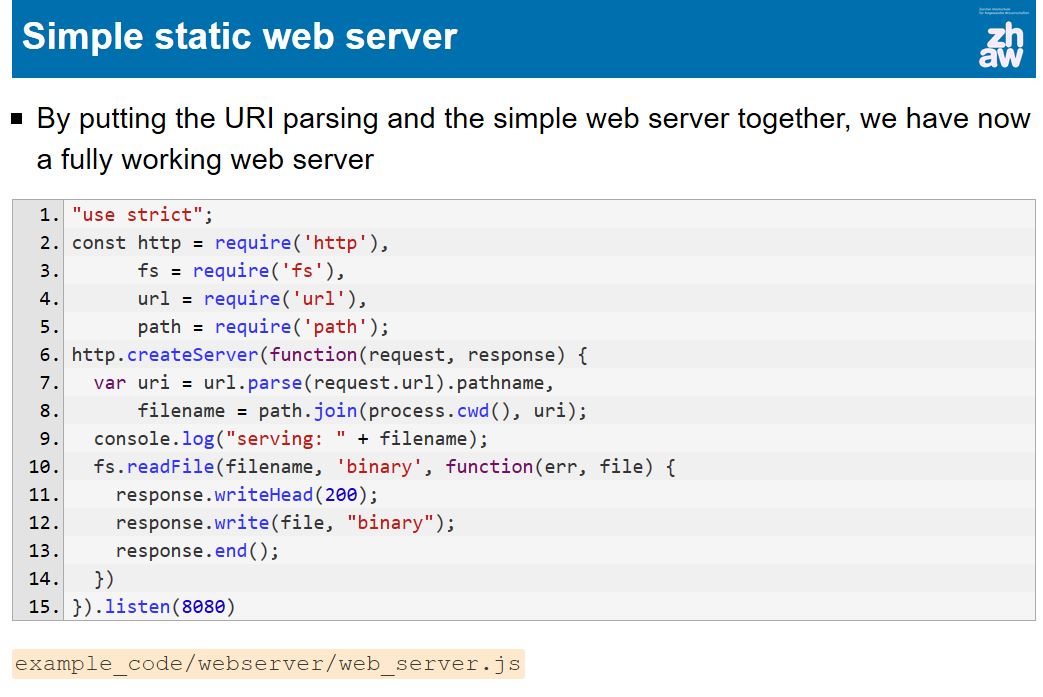 Simple static web server
Zürcher Hochschule
für Angewandte Wissenschaften
zh
aw
▪ By putting the URI parsing and the simple web server together, we have now
a fully working web server
1. "use strict";
2. const http = require('http'),
3.       fs = require('fs'),
4.       url = require('url'),
5.       path = require('path');
6. http.createServer(function(request, response) {
7.   var uri = url.parse(request.url).pathname,
8.       filename = path.join(process.cwd(), uri);
9.   console.log("serving: " + filename);
10.   fs.readFile(filename, 'binary', function(err, file) {
11.     response.writeHead(200);
12.     response.write(file, "binary");
13.     response.end();
14.   })
15. }).listen(8080)
example_code/webserver/web_server.js